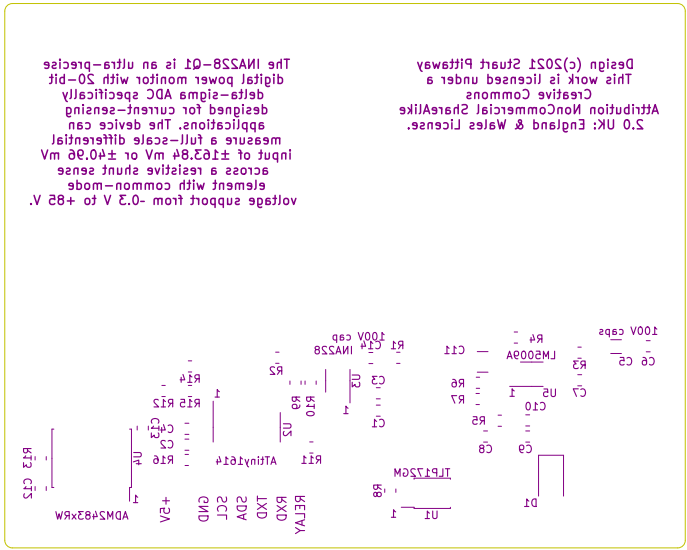 The INA228-Q1 is an ultra-precise
digital power monitor with 20-bit
delta-sigma ADC specifically
designed for current-sensing
applications. The device can
measure a full-scale differential
input of ±163.84 mV or ±40.96 mV
across a resistive shunt sense
element with common-mode
voltage support from -0.3 V to +85 V.
Design (c)2021 Stuart Pittaway
This work is licensed under a
Creative Commons
Attribution NonCommercial ShareAlike
2.0 UK: England & Wales License.
100V cap
INA228
C14
R1
C11
R4
LM5009A
100V caps
R3
C5
C6
R2
R14
U3
C3
R6
R7
U5
1
C7
R12
R15
1
R9
R10
1
C1
C10
R5
C13
C4
C2
R16
U2
R11
ATtiny1614
C8
C9
R13
U4
C12
1
ADM2483xRW
TLP172GM
R8
1
U1
D1
+5V
GND
SCL
SDA
TXD
RXD
RELAY